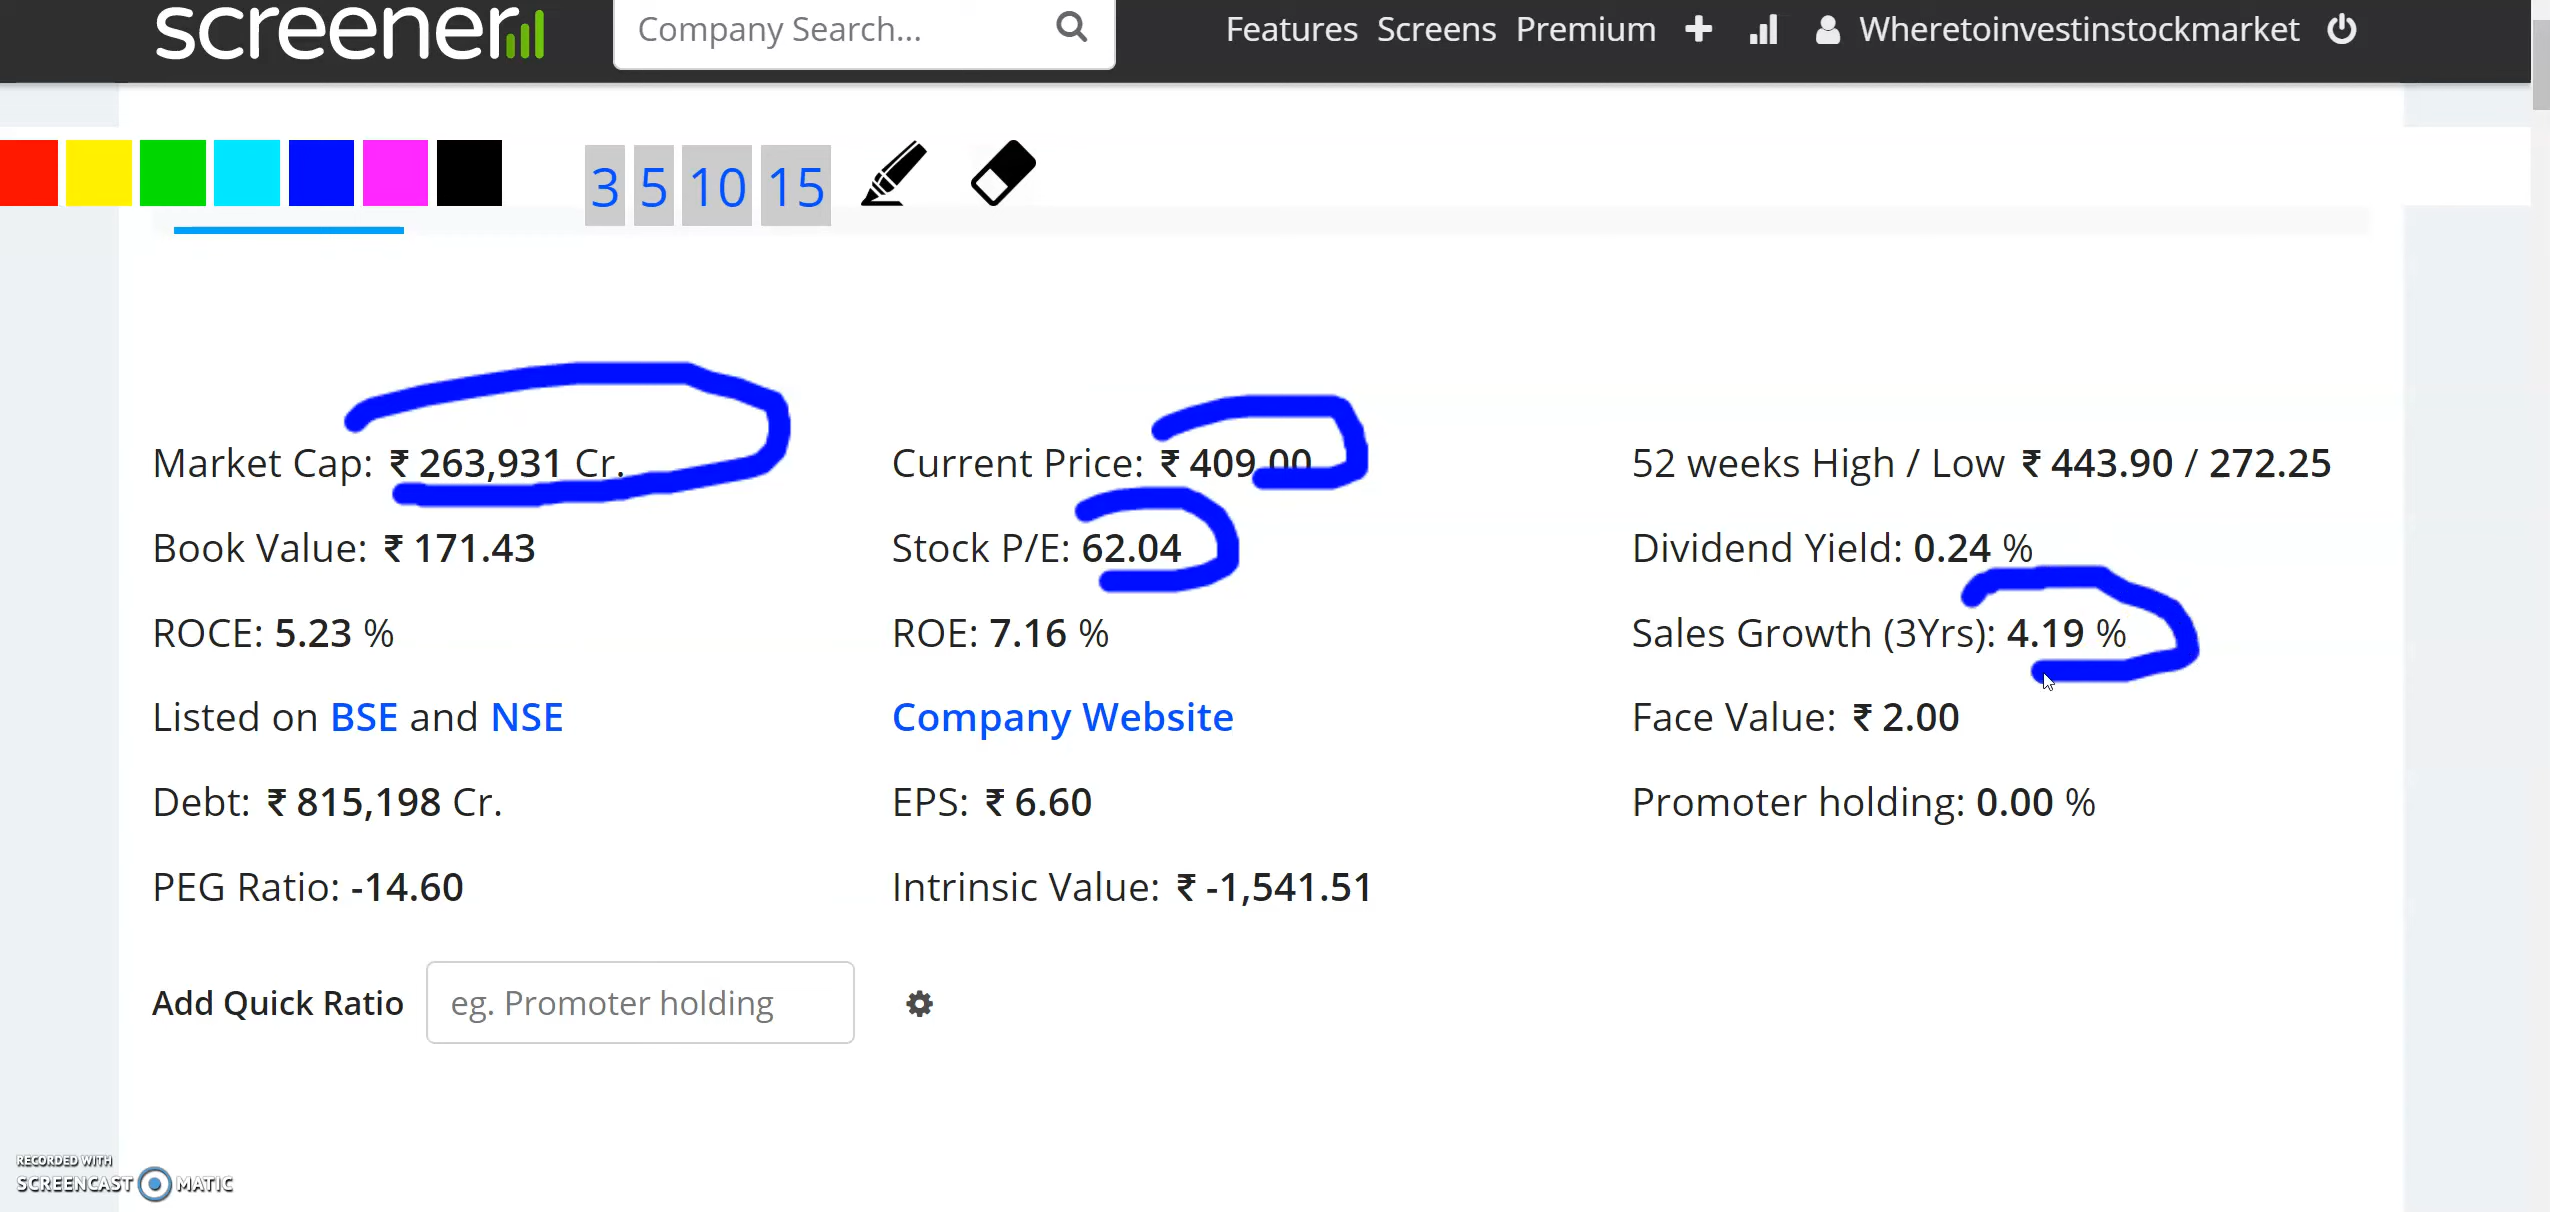 screener
Company Search...
Features Screens Premium Wheretoinvestinstockmarket
3 5 10 15
Market Cap: ₹ 263,931 Cr. Current Price: ₹ 409.00 52 weeks High / Low ₹ 443.90 / 272.25
Book Value: ₹ 171.43 Stock P/E: 62.04 Dividend Yield: 0.24 %
ROCE: 5.23 % ROE: 7.16 % Sales Growth (3Yrs): 4.19 %
Listed on BSE and NSE Company Website Face Value: ₹ 2.00
Debt: ₹ 815,198 Cr. EPS: ₹ 6.60 Promoter holding: 0.00 %
PEG Ratio: -14.60 Intrinsic Value: ₹ -1,541.51
Add Quick Ratio eg. Promoter holding
RECORDED WITH
SCREENCAST MATIC